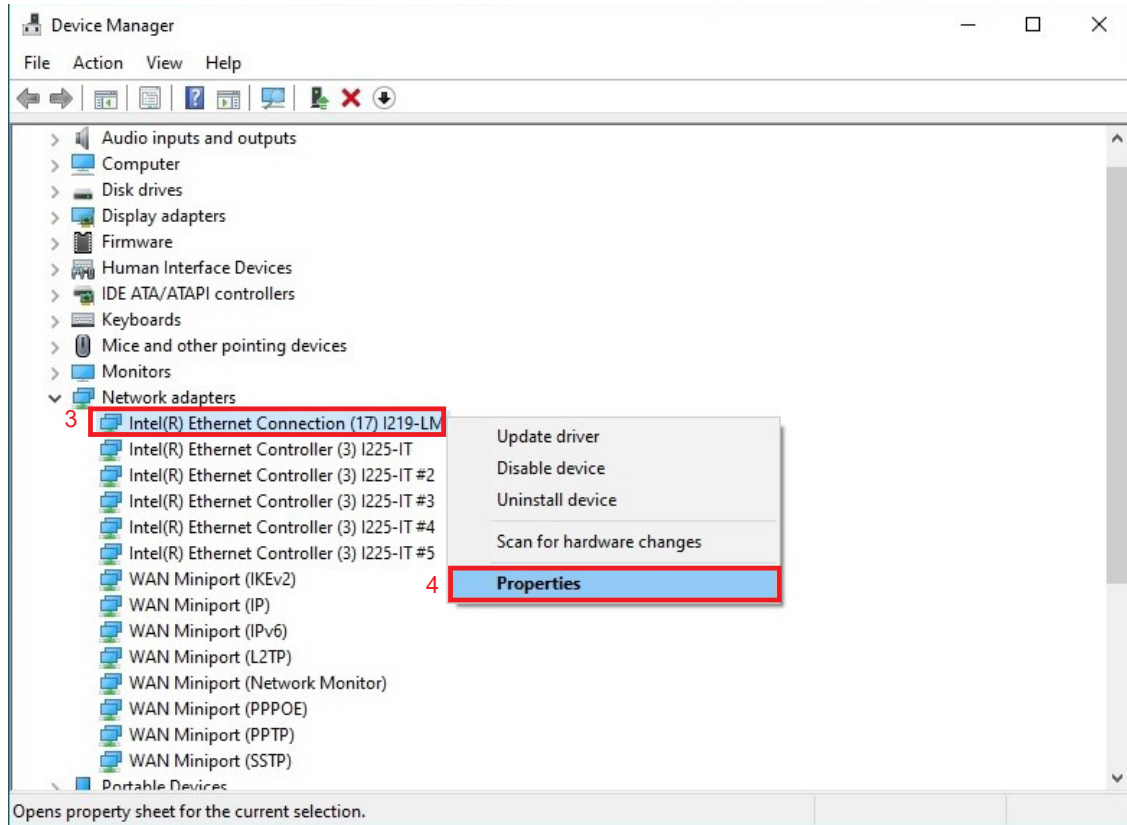 Device Manager
File Action View Help
Audio inputs and outputs
Computer
Disk drives
Display adapters
Firmware
Human Interface Devices
IDE ATA/ATAPI controllers
Keyboards
Mice and other pointing devices
Monitors
Network adapters
3 Intel(R) Ethernet Connection (17) I219-LM
Intel(R) Ethernet Controller (3) I225-IT
Intel(R) Ethernet Controller (3) I225-IT #2
Intel(R) Ethernet Controller (3) I225-IT #3
Intel(R) Ethernet Controller (3) I225-IT #4
Intel(R) Ethernet Controller (3) I225-IT #5
WAN Miniport (IKEv2)
WAN Miniport (IP)
WAN Miniport (IPv6)
WAN Miniport (L2TP)
WAN Miniport (Network Monitor)
WAN Miniport (PPPOE)
WAN Miniport (PPTP)
WAN Miniport (SSTP)
Portable Devices
Update driver
Disable device
Uninstall device
Scan for hardware changes
4 Properties
Opens property sheet for the current selection.